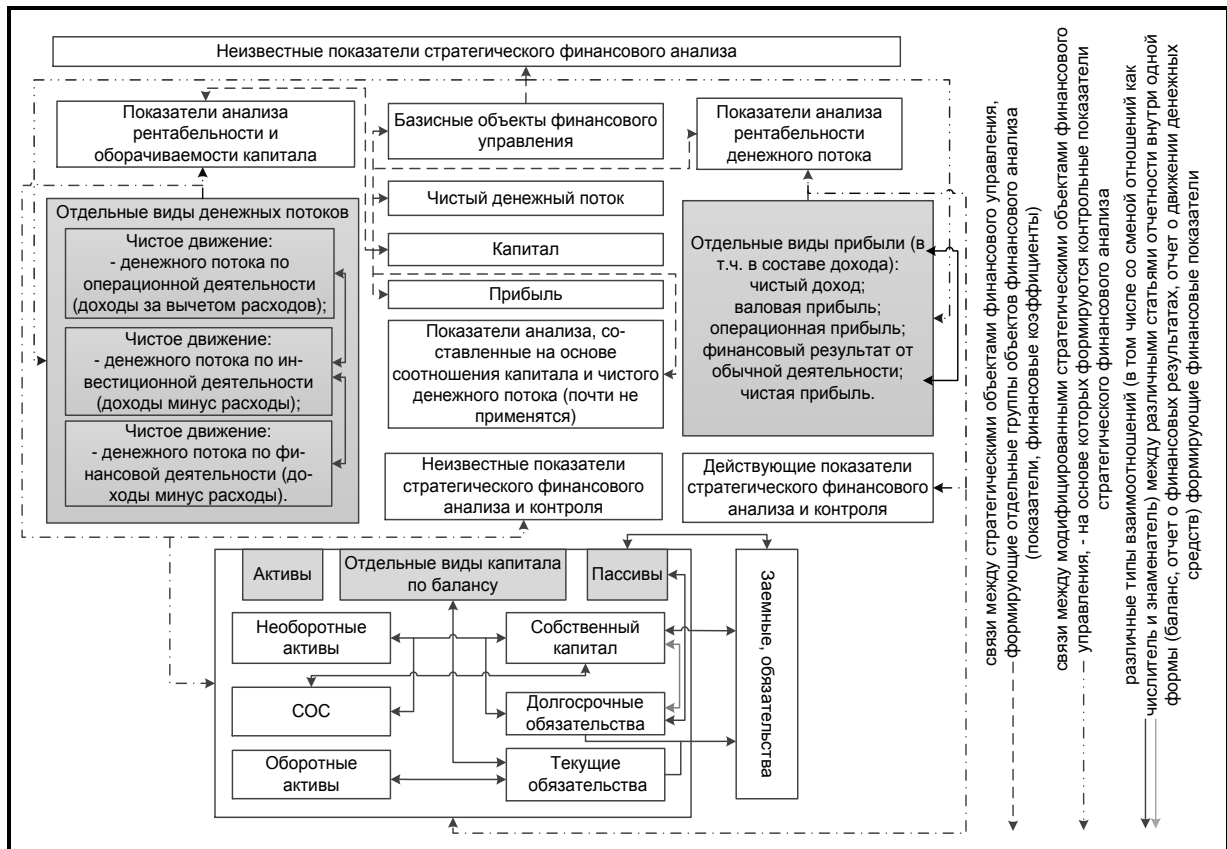 Неизвестные показатели стратегического финансового анализа
Показатели анализа
рентабельности и
оборачиваемости капитала
Базисные объекты финансового
управления
Показатели анализа
рентабельности
денежного потока
Отдельные виды денежных потоков
Чистое движение:
- денежного потока по
операционной деятельности
(доходы за вычетом расходов);
Чистое движение:
- денежного потока по ин-
вестиционной деятельности
(доходы минус расходы);
Чистое движение:
- денежного потока по фи-
нансовой деятельности (до-
ходы минус расходы).
Чистый денежный поток
Капитал
Прибыль
Показатели анализа, со-
ставленные на основе
соотношения капитала и чистого
денежного потока (почти не
применятся)
Отдельные виды прибыли (в
т.ч. в составе дохода):
чистый доход;
валовая прибыль;
операционная прибыль;
финансовый результат от
обычной деятельности;
чистая прибыль.
Неизвестные показатели
стратегического финансового
анализа и контроля
Действующие показатели
стратегического финансового
анализа и контроля
Активы
Отдельные виды капитала
по балансу
Пассивы
Необоротные
активы
Собственный
капитал
СОС
Долгосрочные
обязательства
Оборотные
активы
Текущие
обязательства
Заемные, обязательства
связи между стратегическими объектами финансового управления,
формирующие отдельные группы объектов финансового анализа
(показатели, финансовые коэффициенты)
связи между модифицированными стратегическими объектами финансового
управления, - на основе которых формируются контрольные показатели
стратегического финансового анализа
различные типы взаимоотношений (в том числе со сменой отношений как
числитель и знаменатель) между различными статьями отчетности внутри одной
формы (баланс, отчет о финансовых результатах, отчет о движении денежных
средств) формирующие финансовые показатели